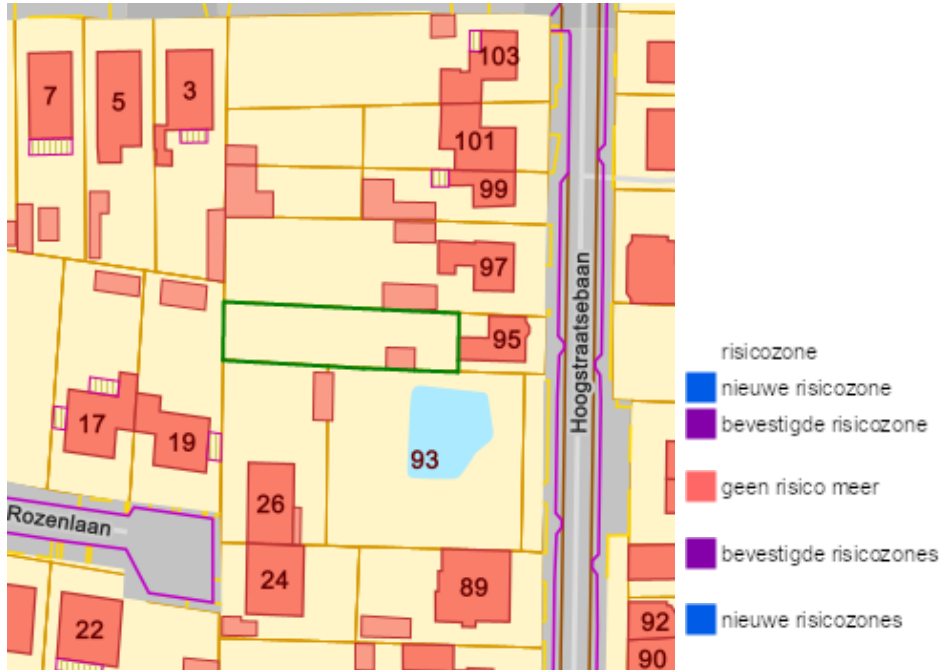 103
7
5
3
101
99
97
95
Hoogstraatsebaan
17
19
93
26
Rozenlaan
24
89
22
92
90
risicozone
nieuwe risicozone
bevestigde risicozone
geen risico meer
bevestigde risicozones
nieuwe risicozones